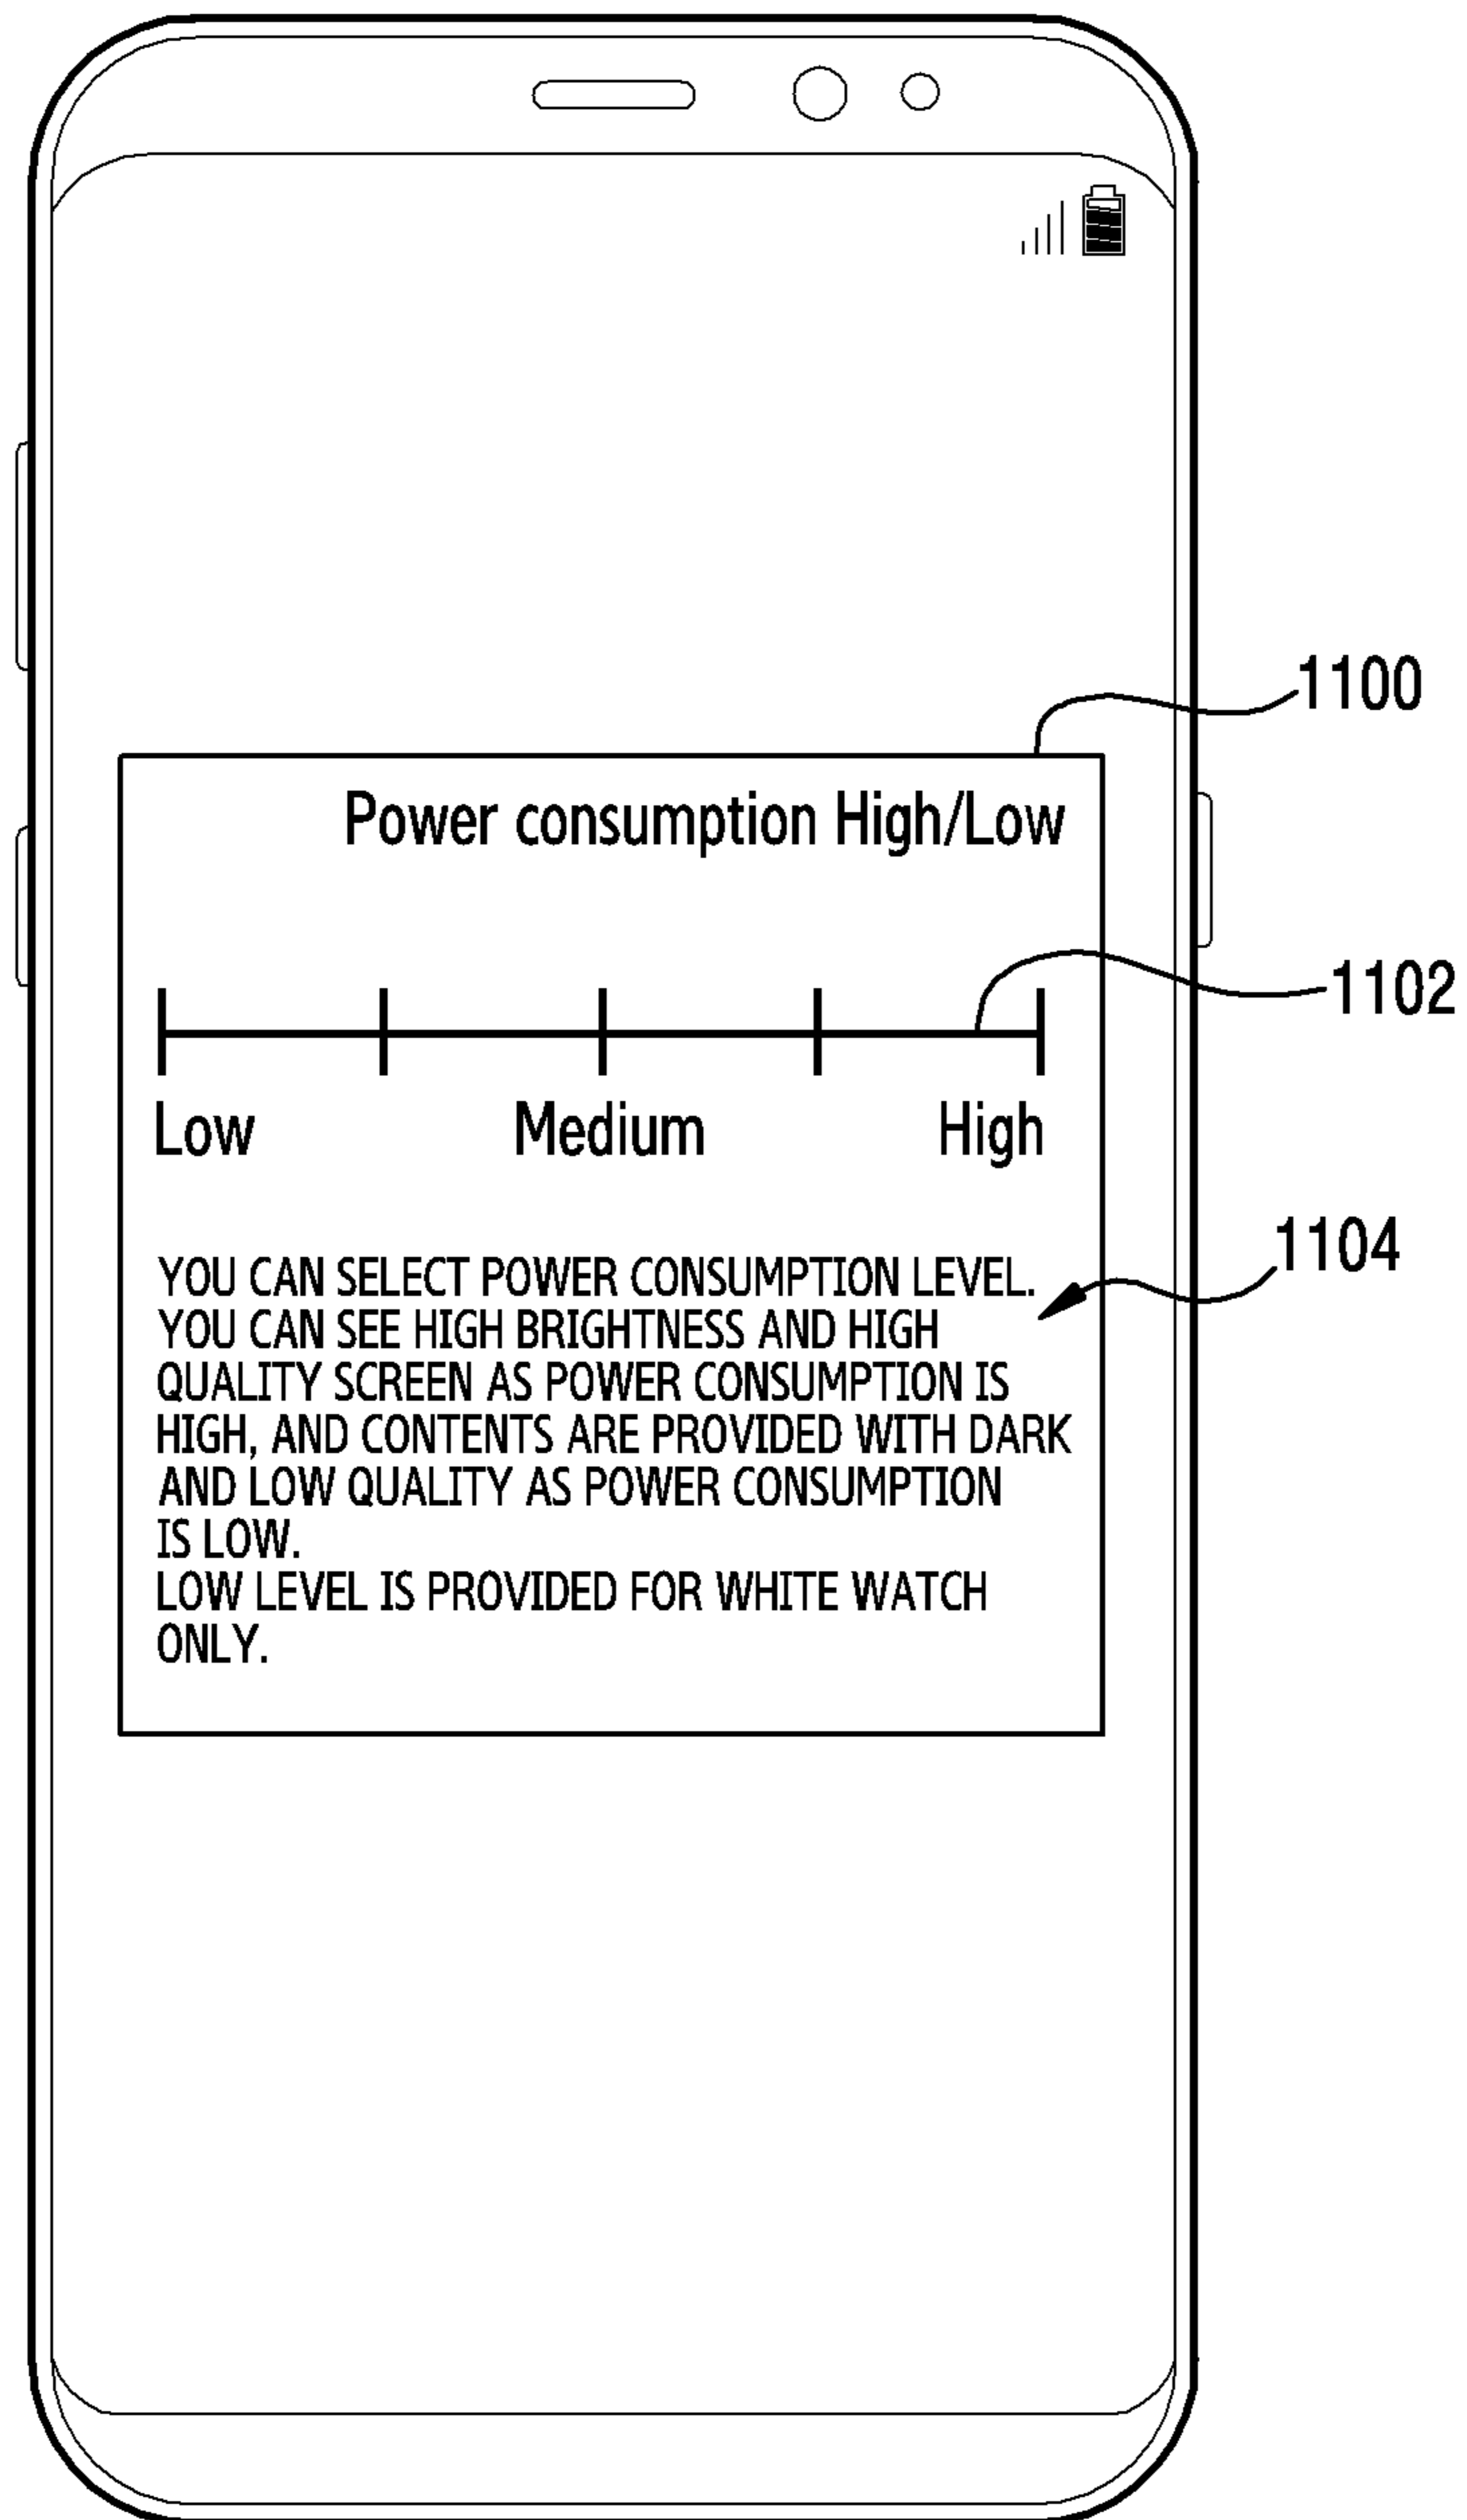 1100
Power consumption High/Low
1102
Low Medium High
1104
YOU CAN SELECT POWER CONSUMPTION LEVEL.
YOU CAN SEE HIGH BRIGHTNESS AND HIGH
QUALITY SCREEN AS POWER CONSUMPTION IS
HIGH, AND CONTENTS ARE PROVIDED WITH DARK
AND LOW QUALITY AS POWER CONSUMPTION
IS LOW.
LOW LEVEL IS PROVIDED FOR WHITE WATCH
ONLY.